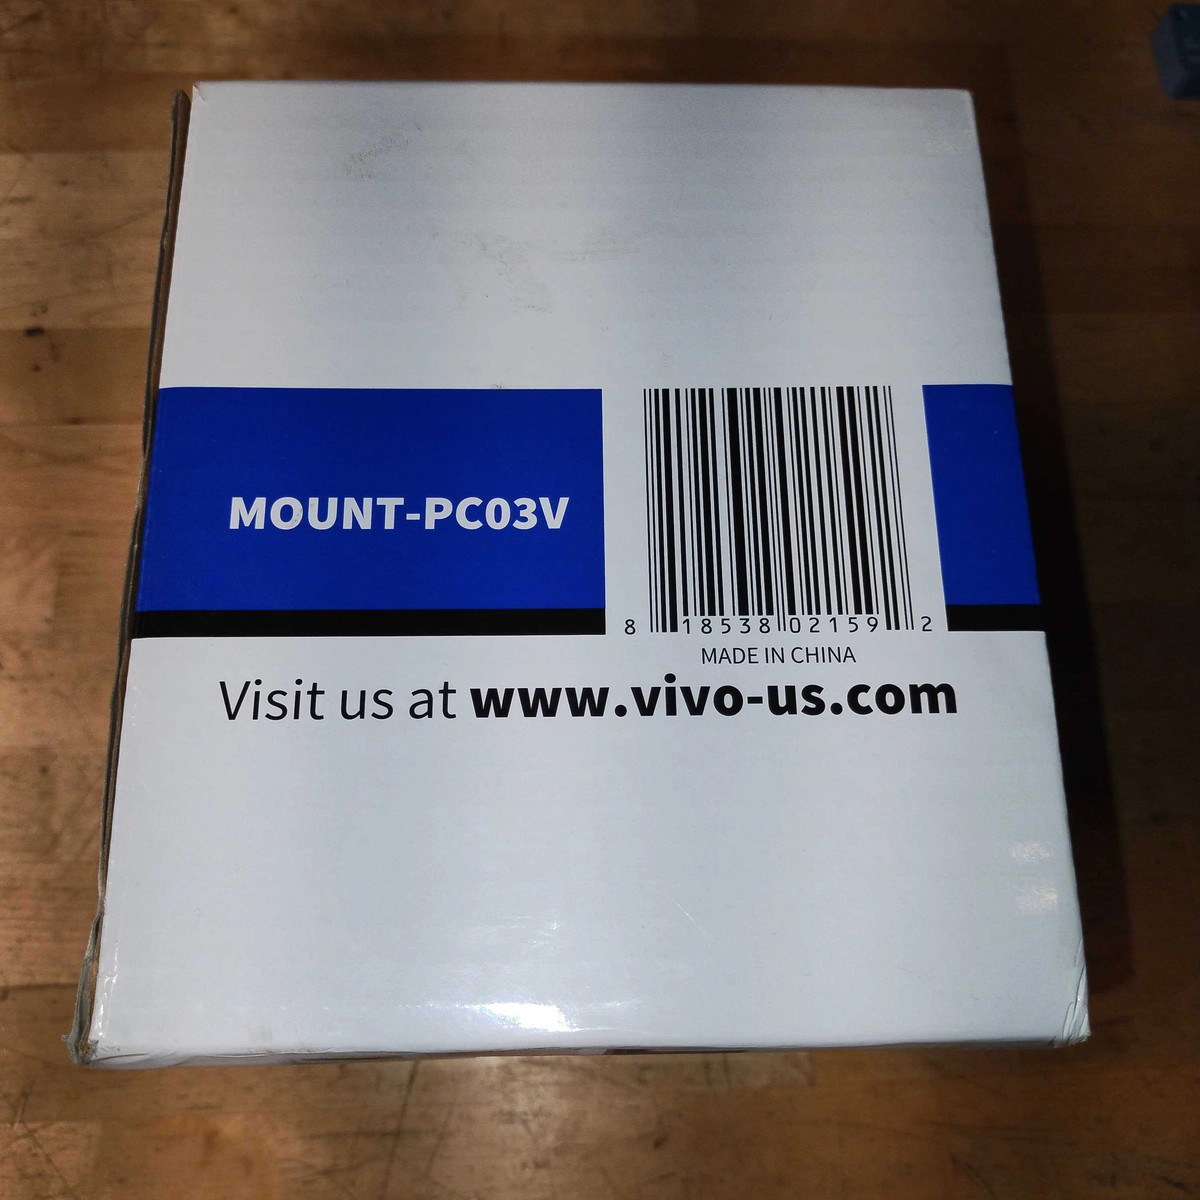 MOUNT-PC03V
8 18538 02159 2
MADE IN CHINA
Visit us at www.vivo-us.com